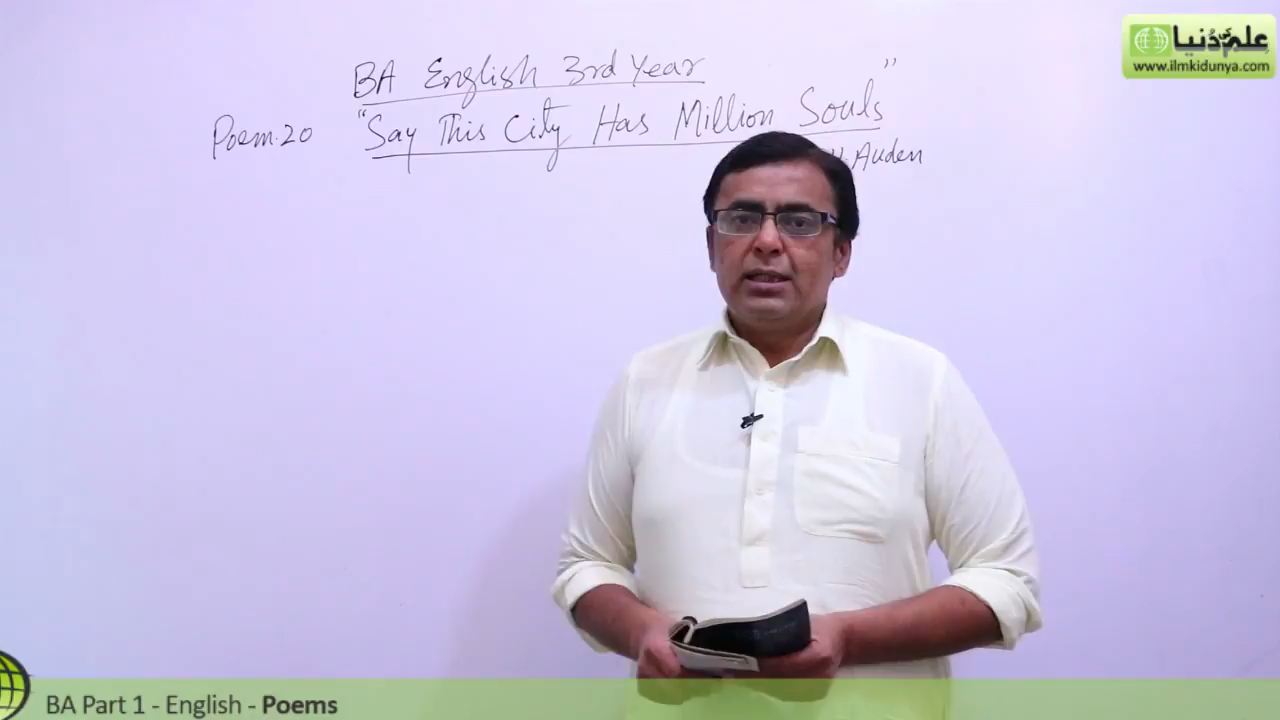 علم کی دنیا
www.ilmkidunya.com
BA English 3rd Year
Poem.20 "Say This City Has Million Souls"
Auden
BA Part 1 - English - Poems